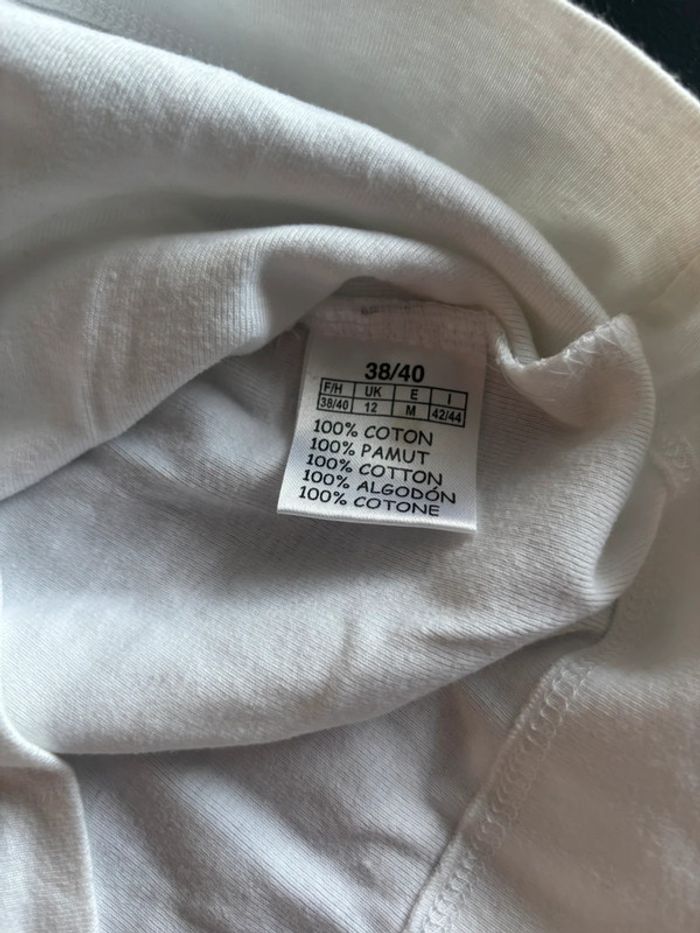 38/40
F/H UK E I
38/40 12 M 42/44
100% COTON
100% PAMUT
100% COTTON
100% ALGODÓN
100% COTONE